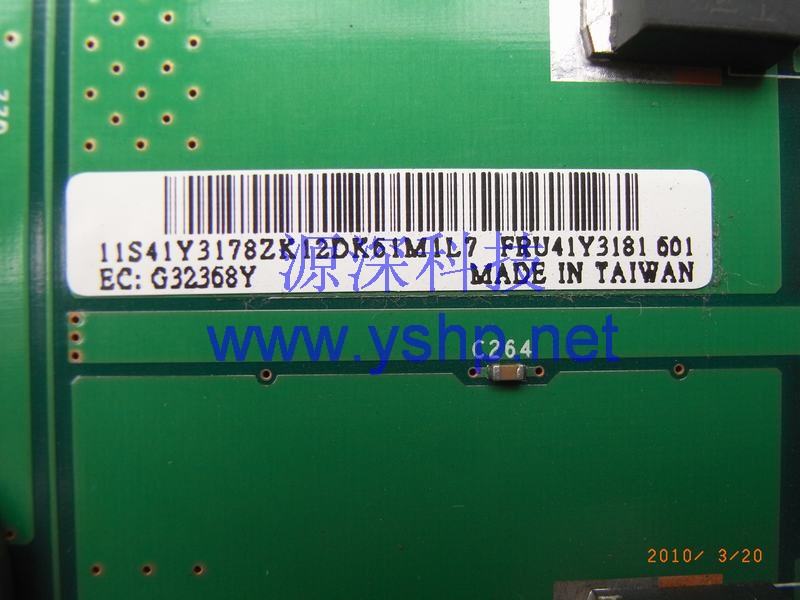 11S41Y3178ZK12DK61M1L7 FRU41Y3181 601
EC: G32368Y MADE IN TAIWAN
源深科技
www.yshp.net
C264
2010/ 3/20